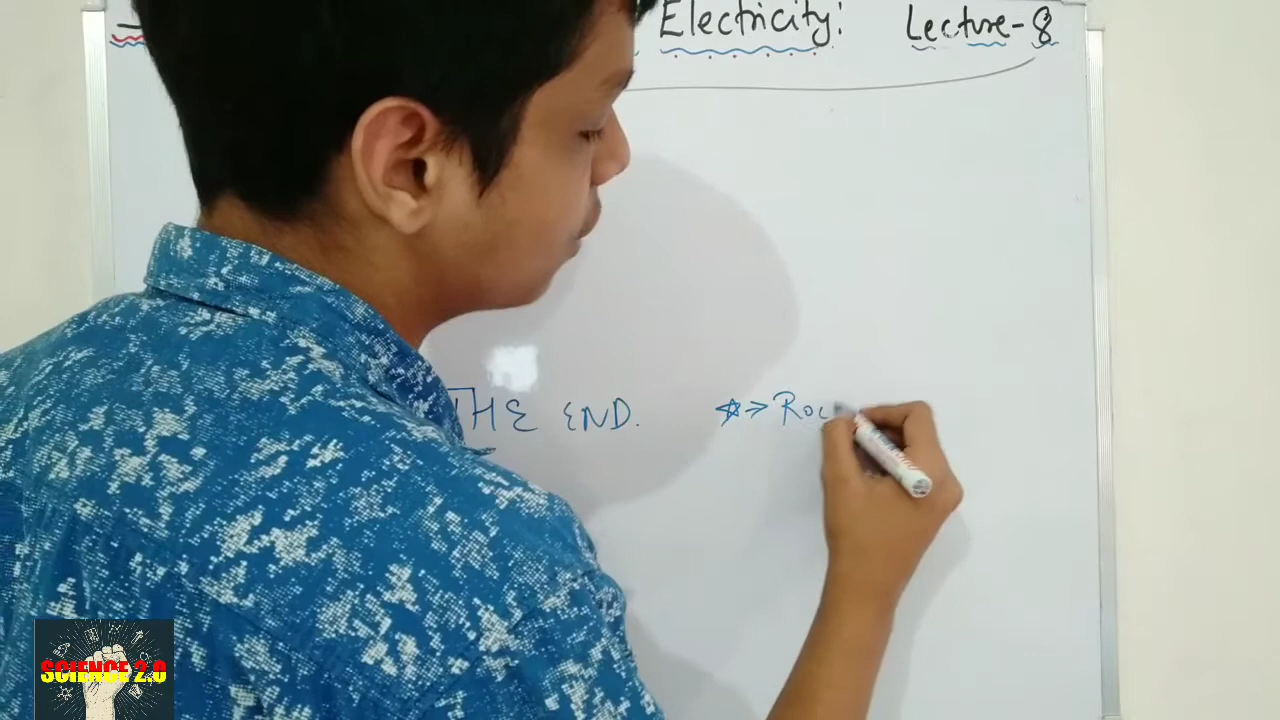 Electricity: Lecture-8
THE END. ☆→ Roc
SCIENCE 2.0